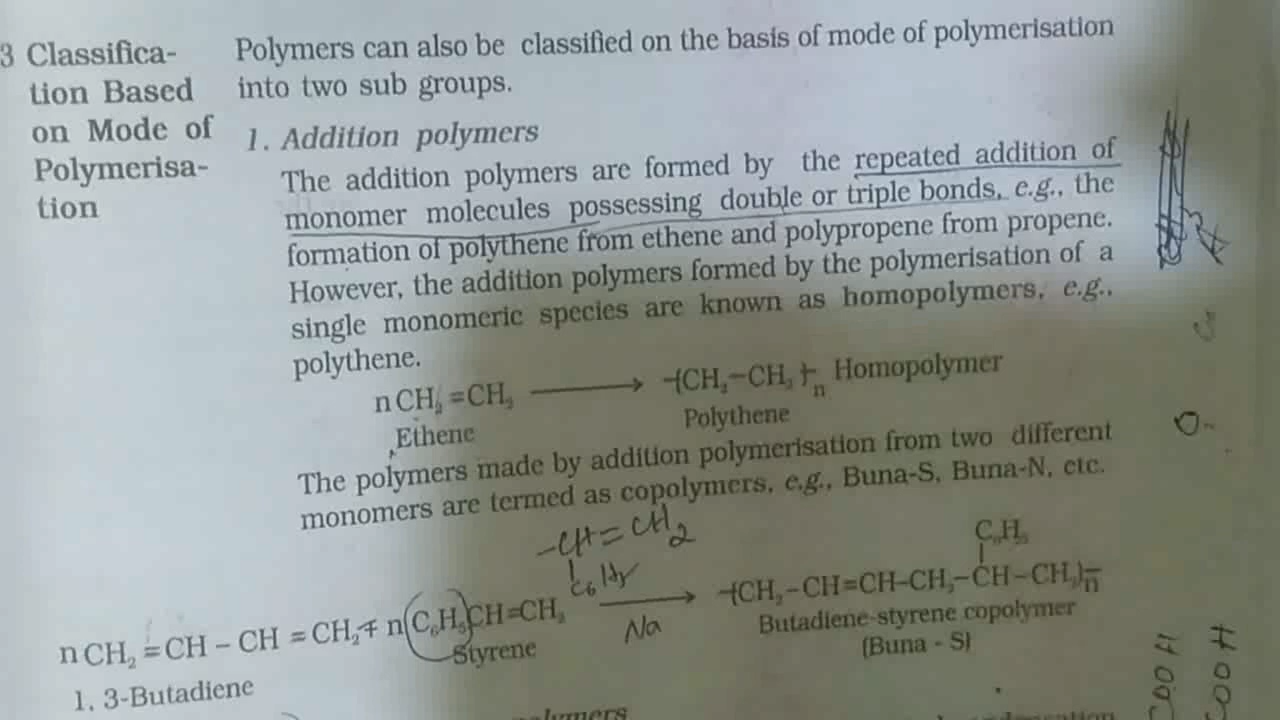 3 Classifica-
tion Based
on Mode of
Polymerisa-
tion
Polymers can also be classified on the basis of mode of polymerisation
into two sub groups.
1. Addition polymers
The addition polymers are formed by the repeated addition of
monomer molecules possessing double or triple bonds, e.g., the
formation of polythene from ethene and polypropene from propene.
However, the addition polymers formed by the polymerisation of a
single monomeric species are known as homopolymers, e.g.,
polythene.
n CH₂ =CH₂ ⟶ -(CH₂-CH₂)-n Homopolymer
Ethene Polythene
The polymers made by addition polymerisation from two different
monomers are termed as copolymers, e.g., Buna-S, Buna-N, etc.
-CH=CH2
C₆H₅
n CH₂ =CH – CH = CH₂ + n C₆H₅CH=CH₂ ⟶ -(CH₂-CH=CH-CH₂-CH-CH₂)-n
Na
Styrene
Butadiene-styrene copolymer
(Buna - S)
1, 3-Butadiene
COOH
COOH